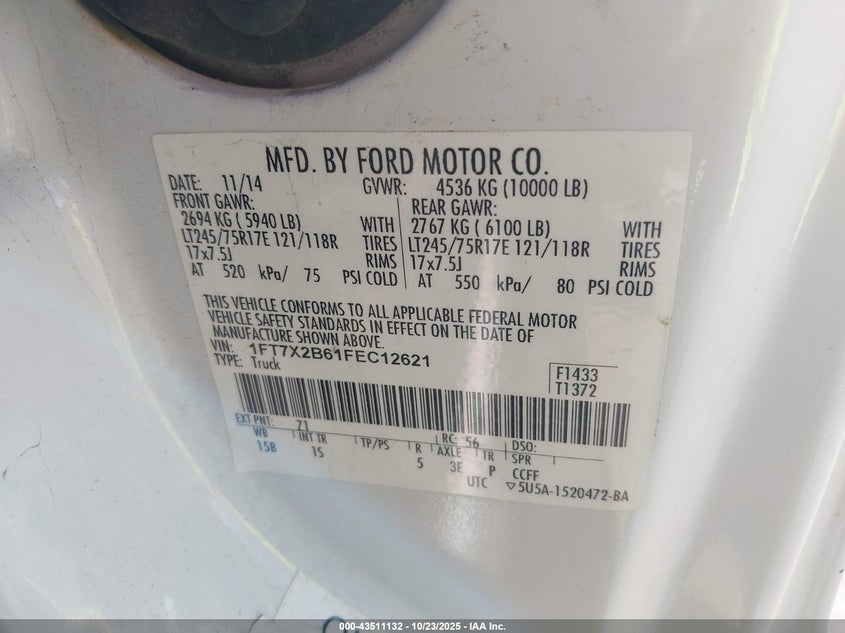 MFD. BY FORD MOTOR CO.
DATE: 11/14 GVWR: 4536 KG (10000 LB)
FRONT GAWR: REAR GAWR:
2694 KG ( 5940 LB) WITH 2767 KG ( 6100 LB) WITH
LT245/75R17E 121/118R TIRES LT245/75R17E 121/118R TIRES
17x7.5J RIMS 17x7.5J RIMS
AT 520 kPa/ 75 PSI COLD AT 550 kPa/ 80 PSI COLD
THIS VEHICLE CONFORMS TO ALL APPLICABLE FEDERAL MOTOR
VEHICLE SAFETY STANDARDS IN EFFECT ON THE DATE OF
MANUFACTURE SHOWN ABOVE.
VIN: 1FT7X2B61FEC12621
TYPE: Truck
F1433
T1372
EXT PNT: Z1 RC: 56 DSO:
WB INT TR TP/PS R AXLE TR SPR
158 1S 5 3E P CCFF
UTC ▽5U5A-1520472-BA
000-43511132 - 10/23/2025 - IAA Inc.